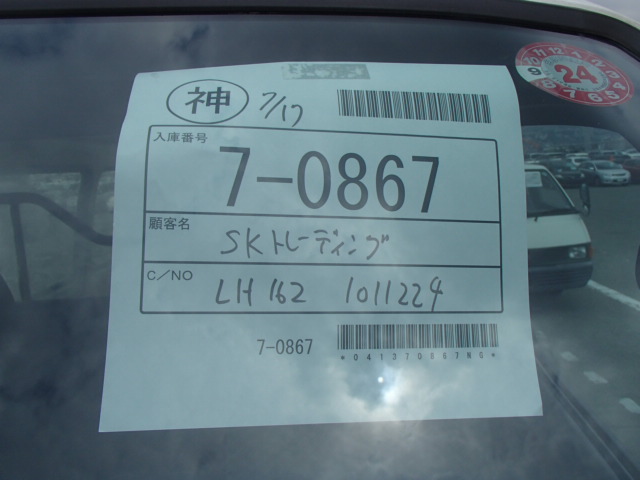 神 7/17
入庫番号
7-0867
顧客名
SKトレーディング
C/NO
LH162 1011224
7-0867
*041370867NG*
24